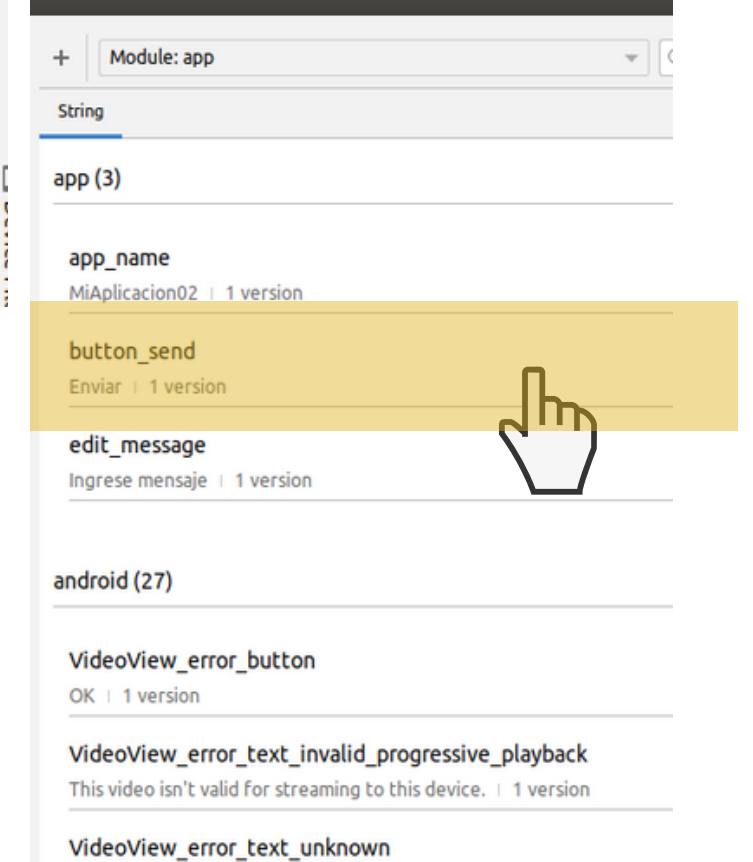 Module: app
String
app (3)
app_name
MiAplicacion02 | 1 version
button_send
Enviar | 1 version
edit_message
Ingrese mensaje | 1 version
android (27)
VideoView_error_button
OK | 1 version
VideoView_error_text_invalid_progressive_playback
This video isn't valid for streaming to this device. | 1 version
VideoView_error_text_unknown